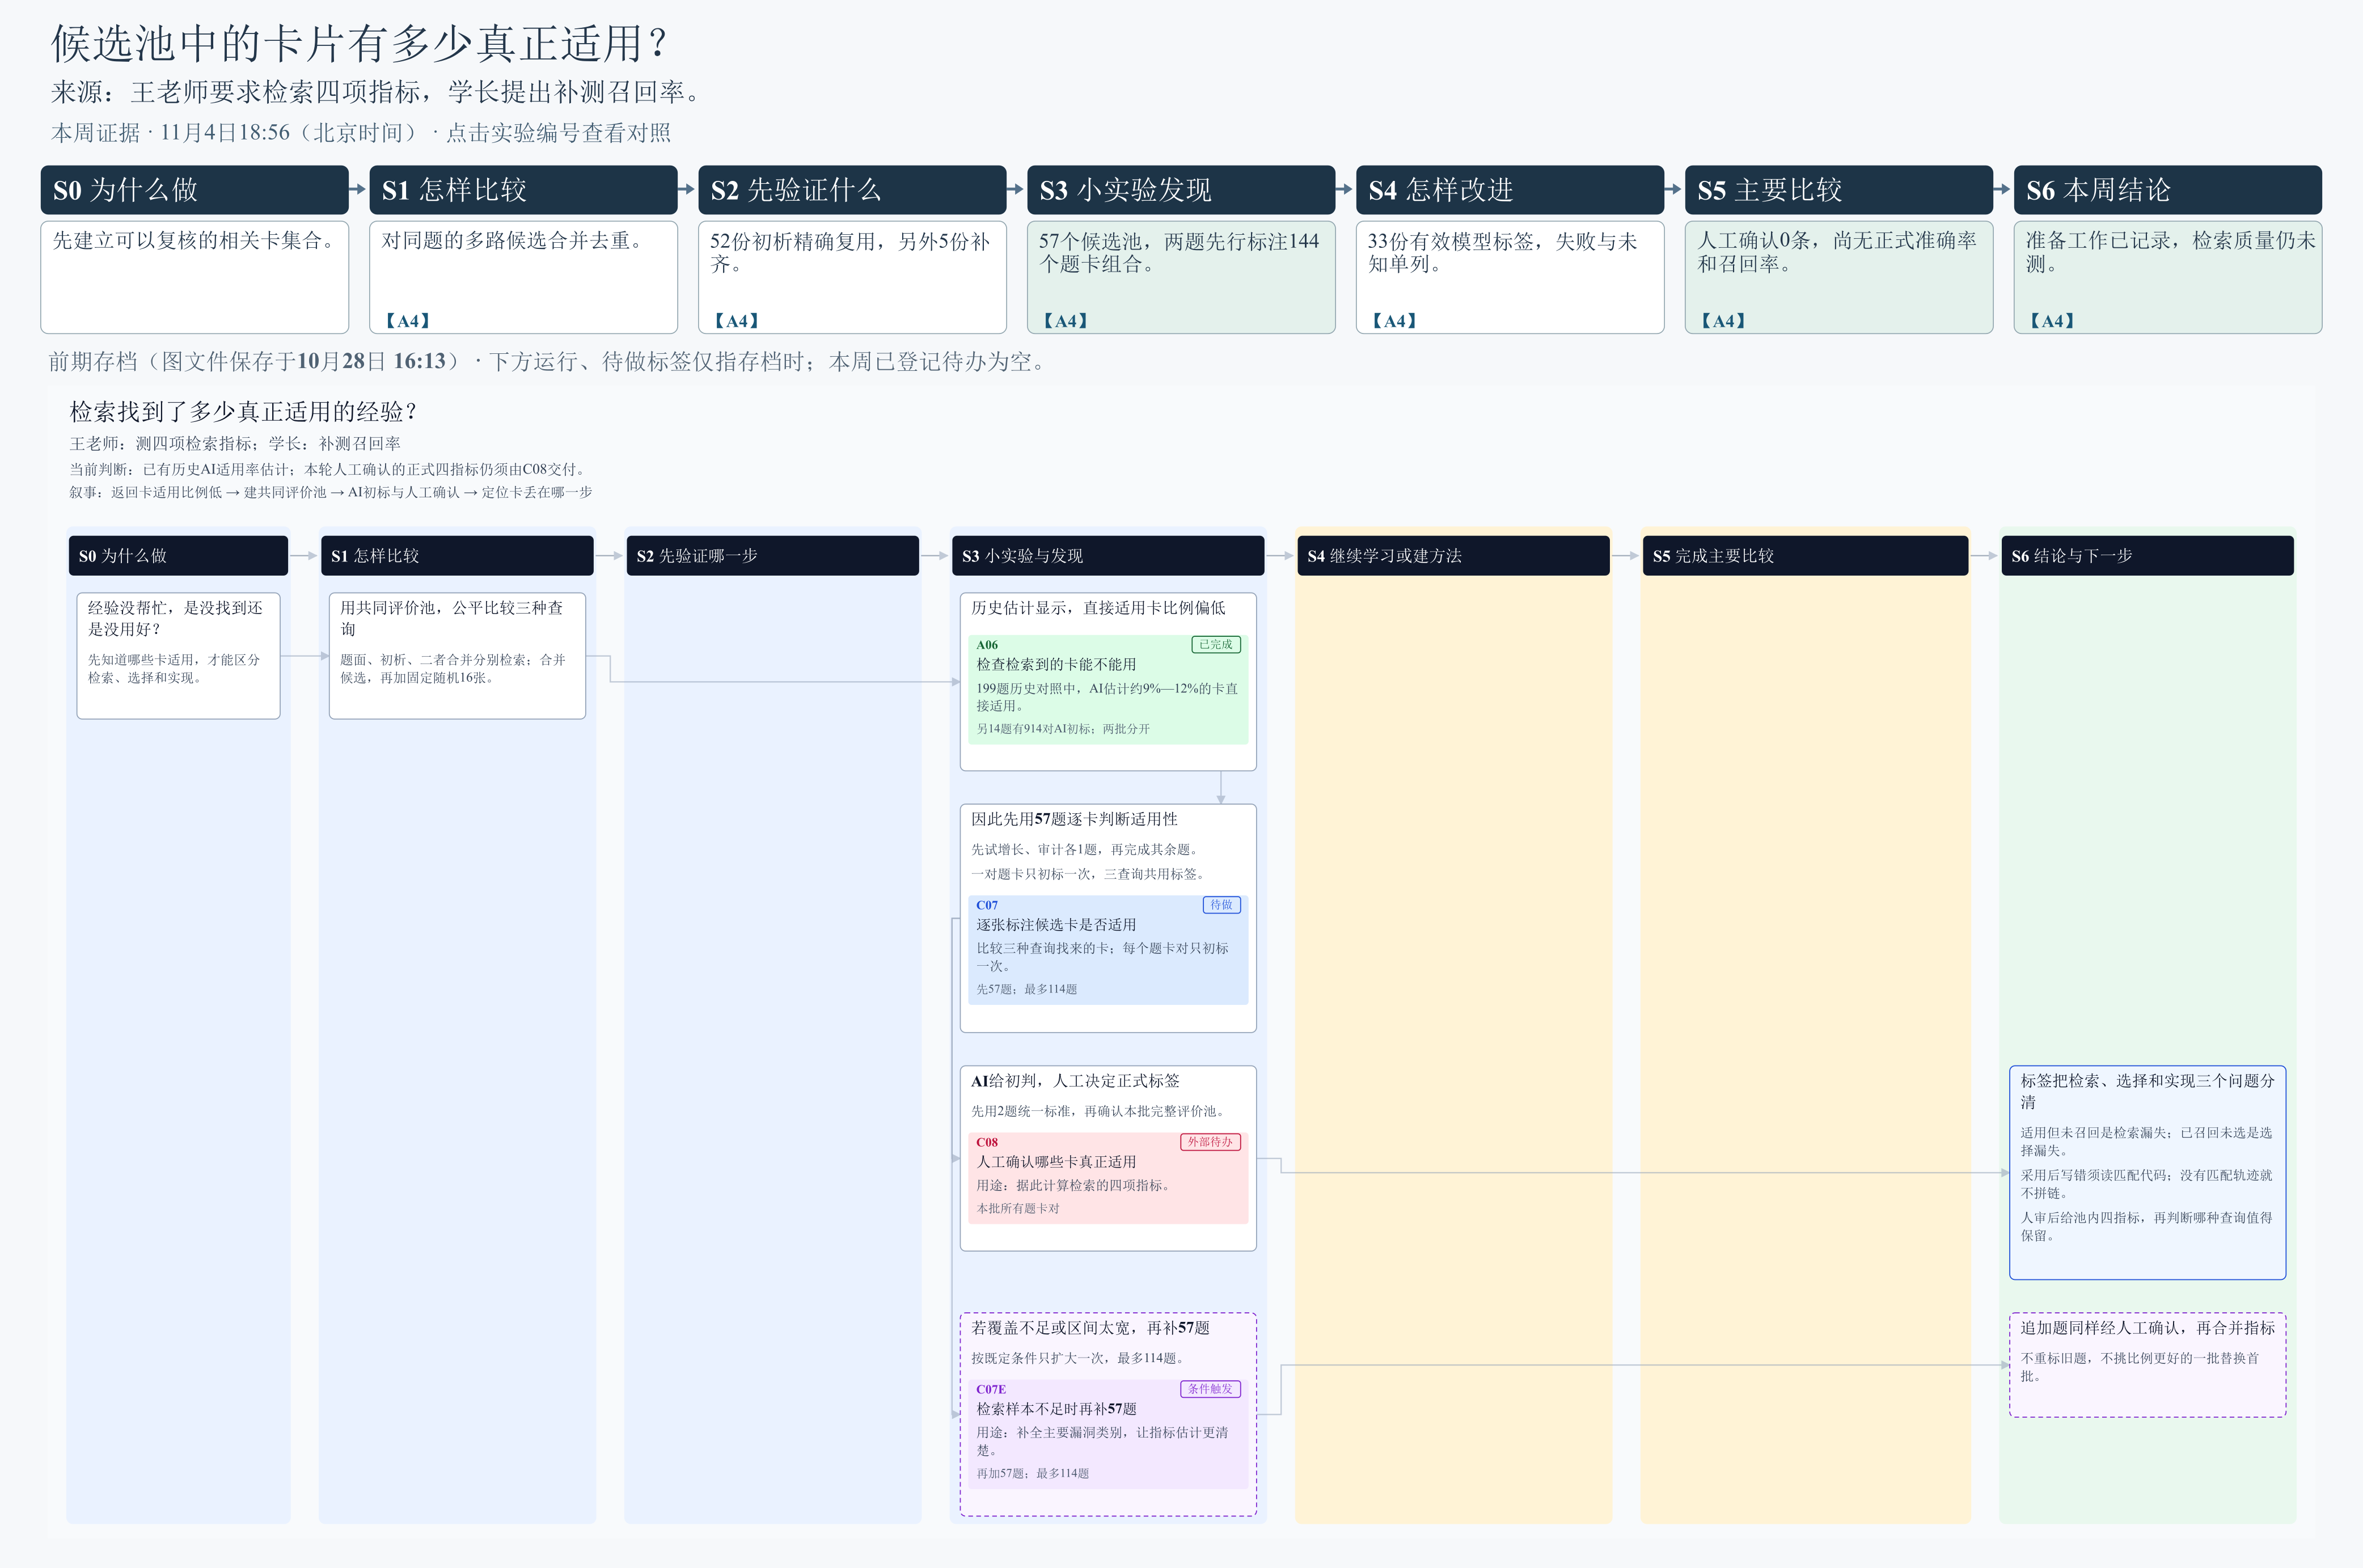 候选池中的卡片有多少真正适用？
来源：王老师要求检索四项指标，学长提出补测召回率。
本周证据 · 11月4日18:56（北京时间） · 点击实验编号查看对照
S0 为什么做
先建立可以复核的相关卡集合。
S1 怎样比较
对同题的多路候选合并去重。
【A4】
S2 先验证什么
52份初析精确复用，另外5份补
齐。
【A4】
S3 小实验发现
57个候选池，两题先行标注144
个题卡组合。
【A4】
S4 怎样改进
33份有效模型标签，失败与未
知单列。
【A4】
S5 主要比较
人工确认0条，尚无正式准确率
和召回率。
【A4】
S6 本周结论
准备工作已记录，检索质量仍未
测。
【A4】
前期存档（图文件保存于10月28日 16:13） · 下方运行、待做标签仅指存档时；本周已登记待办为空。
检索找到了多少真正适用的经验？
王老师：测四项检索指标；学长：补测召回率
当前判断：已有历史AI适用率估计；本轮人工确认的正式四指标仍须由C08交付。
叙事：返回卡适用比例低 → 建共同评价池 → AI初标与人工确认 → 定位卡丢在哪一步
S0 为什么做
经验没帮忙，是没找到还
是没用好？
先知道哪些卡适用，才能区分
检索、选择和实现。
S1 怎样比较
用共同评价池，公平比较三种查
询
题面、初析、二者合并分别检索；合并
候选，再加固定随机16张。
S2 先验证哪一步
S3 小实验与发现
历史估计显示，直接适用卡比例偏低
A06
已完成
检查检索到的卡能不能用
199题历史对照中，AI估计约9%—12%的卡直
接适用。
另14题有914对AI初标；两批分开
因此先用57题逐卡判断适用性
先试增长、审计各1题，再完成其余题。
一对题卡只初标一次，三查询共用标签。
C07
待做
逐张标注候选卡是否适用
比较三种查询找来的卡；每个题卡对只初标
一次。
先57题；最多114题
AI给初判，人工决定正式标签
先用2题统一标准，再确认本批完整评价池。
C08
外部待办
人工确认哪些卡真正适用
用途：据此计算检索的四项指标。
本批所有题卡对
若覆盖不足或区间太宽，再补57题
按既定条件只扩大一次，最多114题。
C07E
条件触发
检索样本不足时再补57题
用途：补全主要漏洞类别，让指标估计更清
楚。
再加57题；最多114题
S4 继续学习或建方法
S5 完成主要比较
S6 结论与下一步
标签把检索、选择和实现三个问题分
清
适用但未召回是检索漏失；已召回未选是选
择漏失。
采用后写错须读匹配代码；没有匹配轨迹就
不拼链。
人审后给池内四指标，再判断哪种查询值得
保留。
追加题同样经人工确认，再合并指标
不重标旧题，不挑比例更好的一批替换首
批。